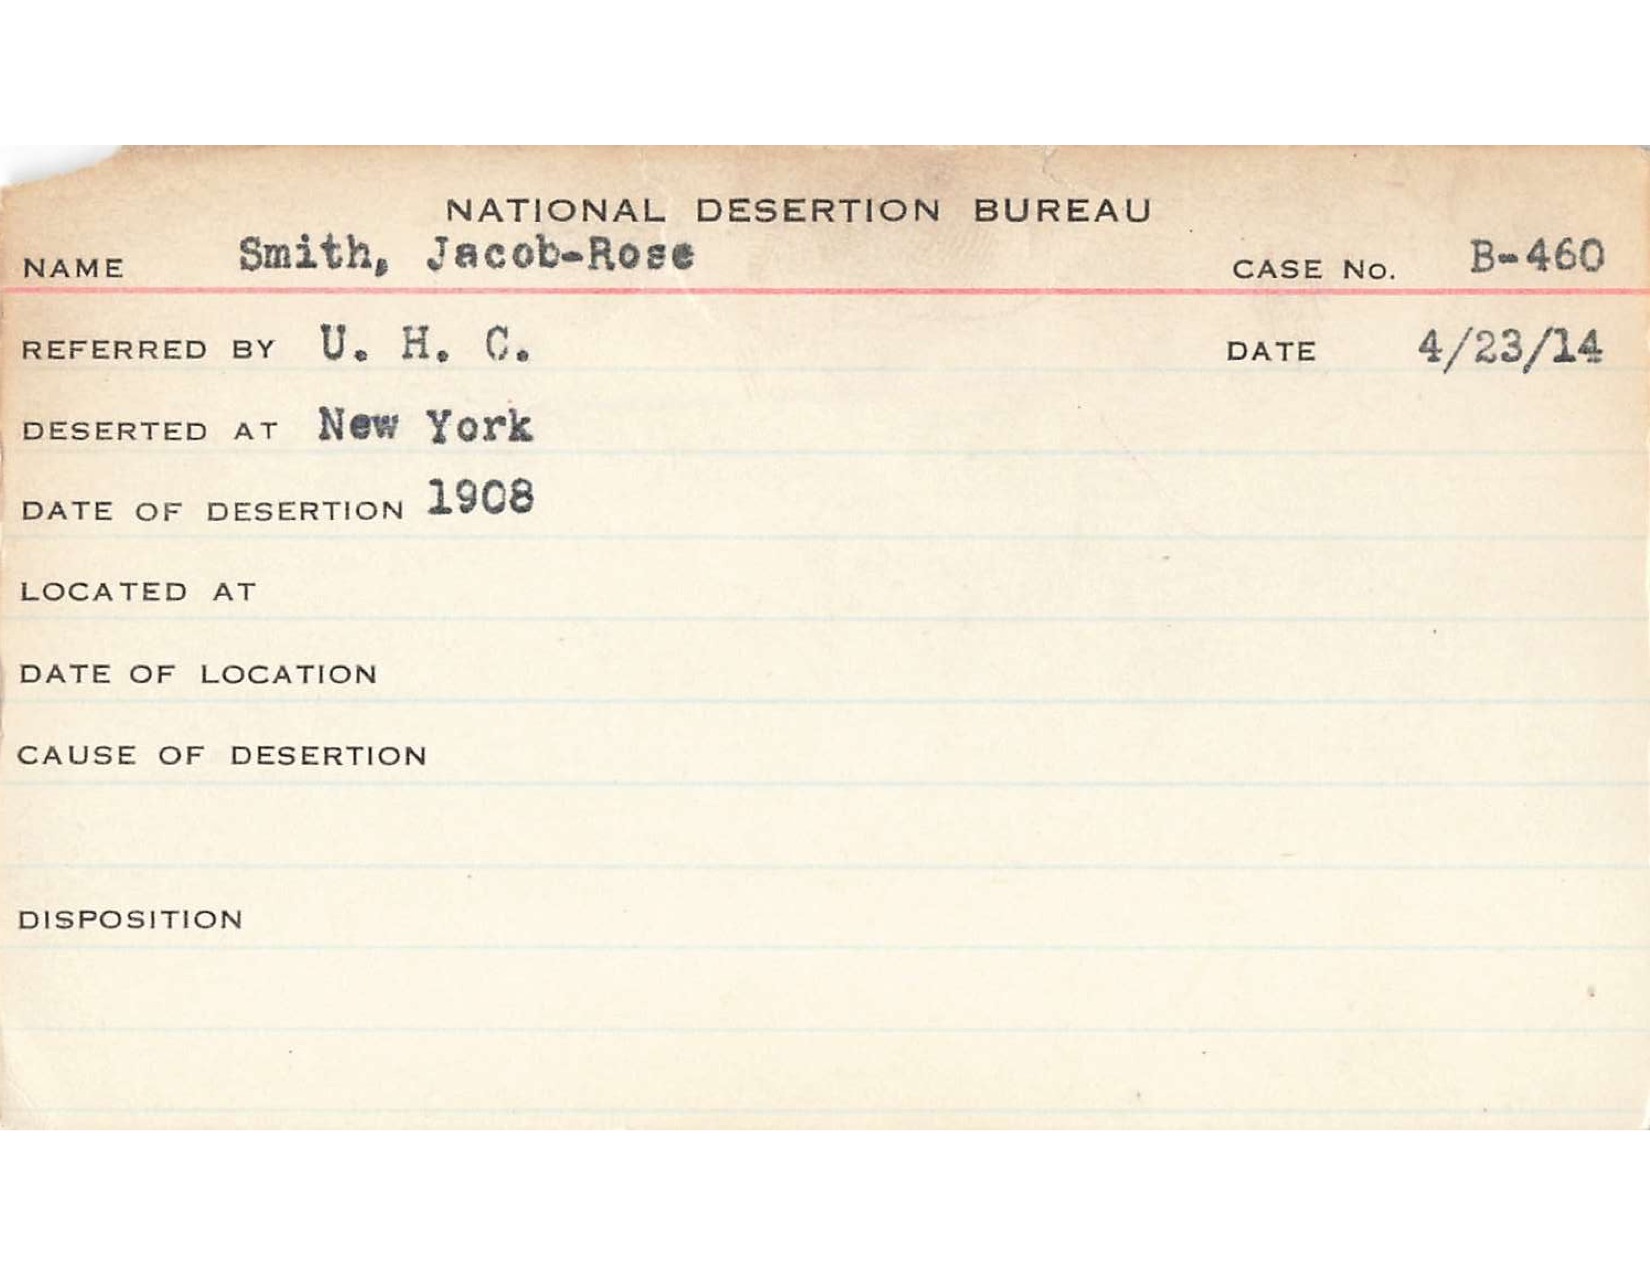 NATIONAL DESERTION BUREAU
NAME Smith, Jacob-Rose CASE No. B-460
REFERRED BY U. H. C. DATE 4/23/14
DESERTED AT New York
DATE OF DESERTION 1908
LOCATED AT
DATE OF LOCATION
CAUSE OF DESERTION
DISPOSITION